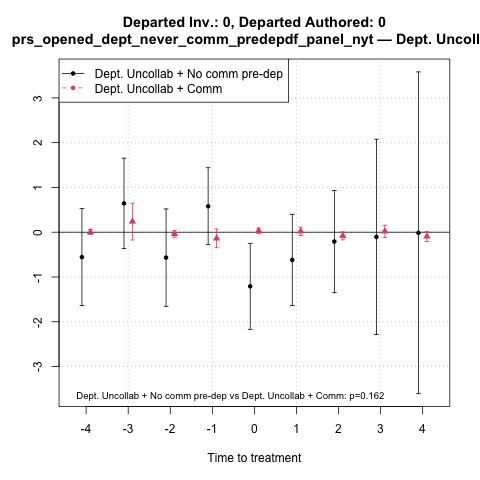 Departed Inv.: 0, Departed Authored: 0
prs_opened_dept_never_comm_predepdf_panel_nyt — Dept. Uncoll
Dept. Uncollab + No comm pre-dep
Dept. Uncollab + Comm
3
2
1
0
-1
-2
-3
Dept. Uncollab + No comm pre-dep vs Dept. Uncollab + Comm: p=0.162
-4 -3 -2 -1 0 1 2 3 4
Time to treatment